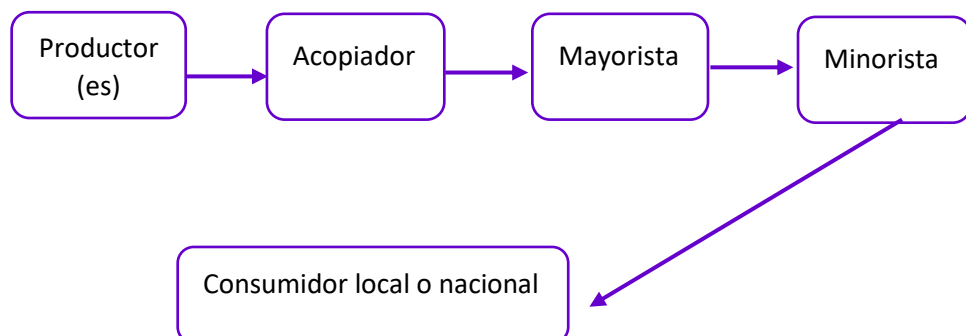 Productor
(es)
Acopiador
Mayorista
Minorista
Consumidor local o nacional